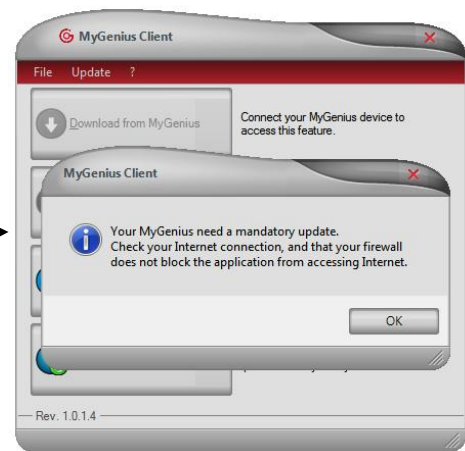 MyGenius Client
File Update ?
Download from MyGenius
Connect your MyGenius device to
access this feature.
MyGenius Client
Your MyGenius need a mandatory update.
Check your Internet connection, and that your firewall
does not block the application from accessing Internet.
OK
Rev. 1.0.1.4